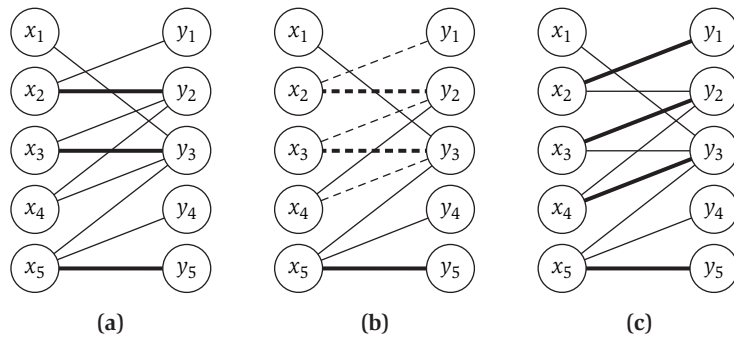 x₁ y₁ x₁ y₁ x₁ y₁
x₂ y₂ x₂ y₂ x₂ y₂
x₃ y₃ x₃ y₃ x₃ y₃
x₄ y₄ x₄ y₄ x₄ y₄
x₅ y₅ x₅ y₅ x₅ y₅
(a) (b) (c)